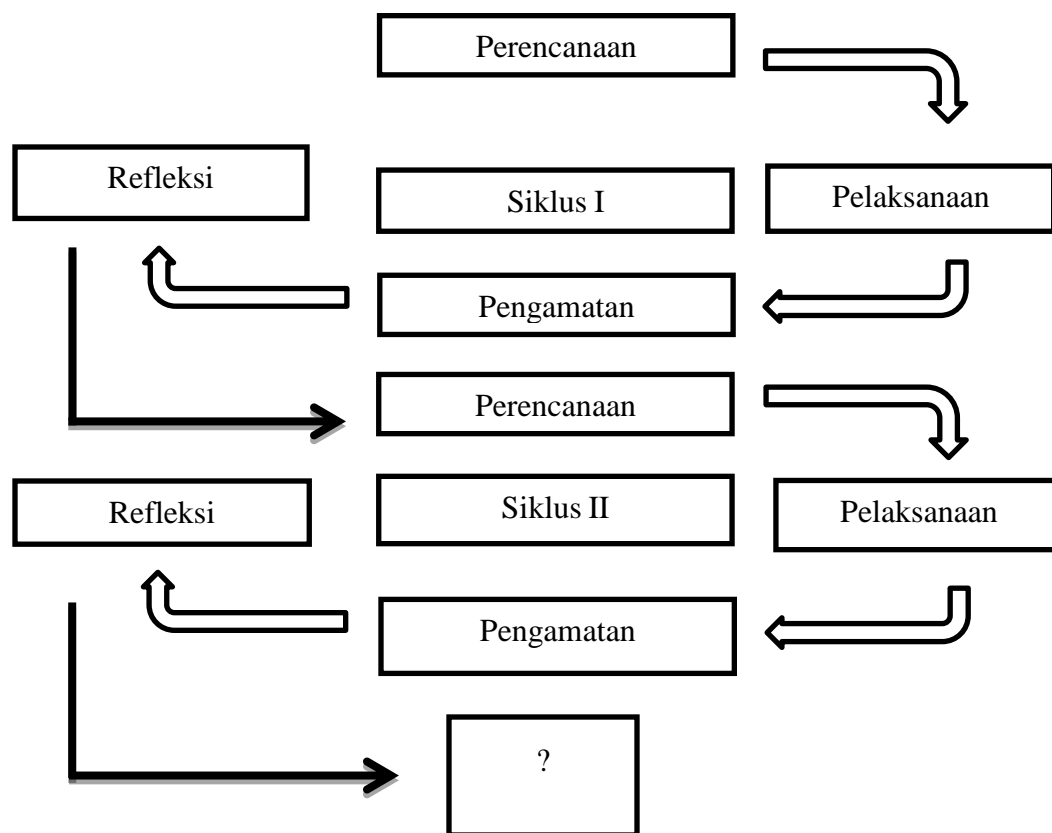 Perencanaan
Refleksi
Siklus I
Pelaksanaan
Pengamatan
Perencanaan
Refleksi
Siklus II
Pelaksanaan
Pengamatan
?